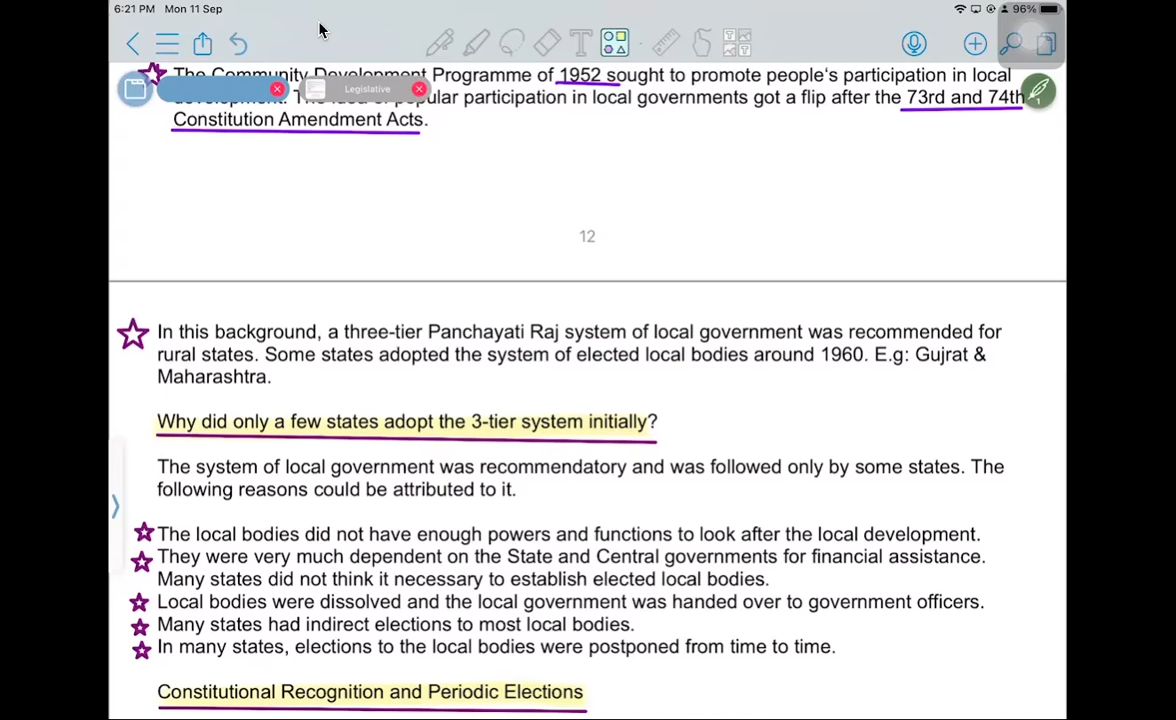 6:21 PM Mon 11 Sep
96%
The Community Development Programme of 1952 sought to promote people's participation in local
Legislative
development. The idea of popular participation in local governments got a flip after the 73rd and 74th
1
Constitution Amendment Acts.
12
In this background, a three-tier Panchayati Raj system of local government was recommended for
rural states. Some states adopted the system of elected local bodies around 1960. E.g: Gujrat &
Maharashtra.
Why did only a few states adopt the 3-tier system initially?
The system of local government was recommendatory and was followed only by some states. The
following reasons could be attributed to it.
The local bodies did not have enough powers and functions to look after the local development.
They were very much dependent on the State and Central governments for financial assistance.
Many states did not think it necessary to establish elected local bodies.
Local bodies were dissolved and the local government was handed over to government officers.
Many states had indirect elections to most local bodies.
In many states, elections to the local bodies were postponed from time to time.
Constitutional Recognition and Periodic Elections